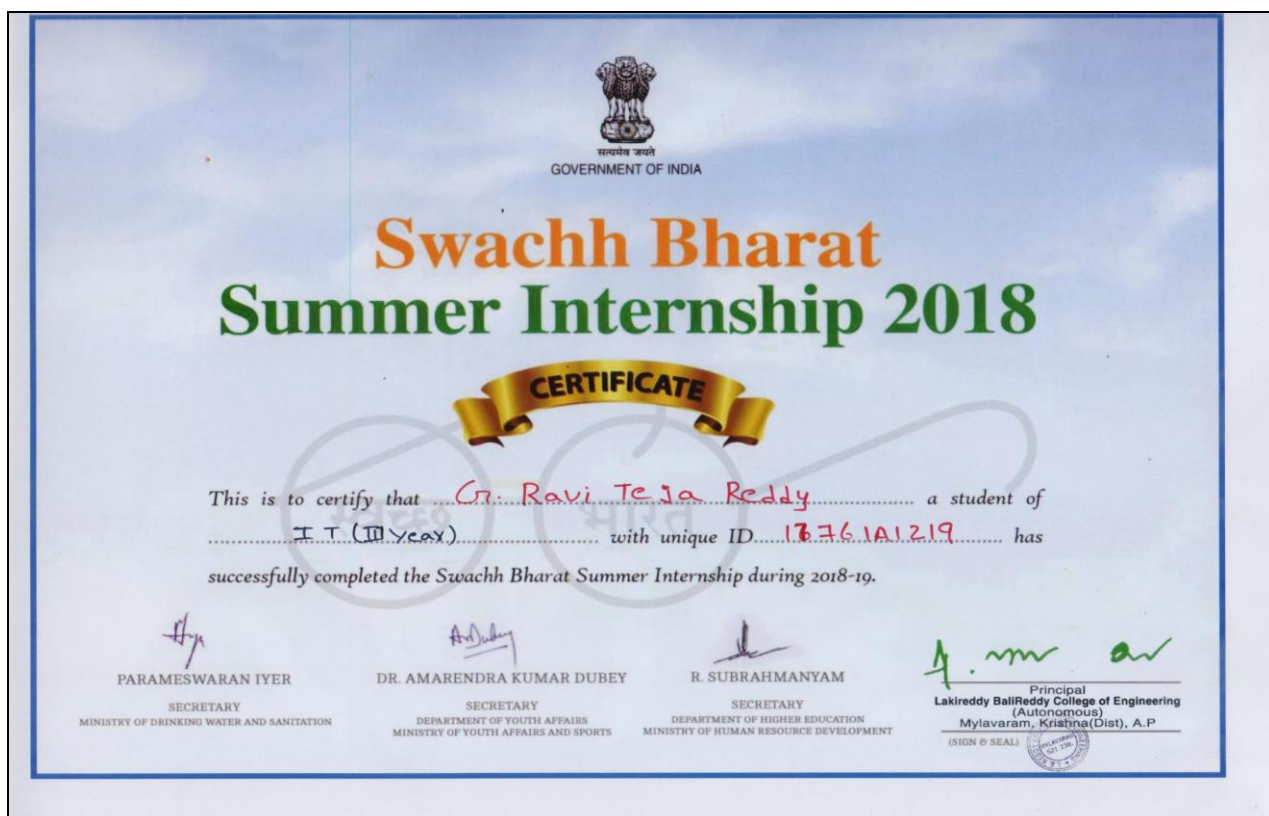 सत्यमेव जयते
GOVERNMENT OF INDIA
Swachh Bharat
Summer Internship 2018
CERTIFICATE
This is to certify that G. Ravi Teja Reddy a student of
स्वच्छ भारत
IT (III year) with unique ID has
successfully completed the Swachh Bharat Summer Internship during 2018-19.
PARAMESWARAN IYER
SECRETARY
MINISTRY OF DRINKING WATER AND SANITATION
DR. AMARENDRA KUMAR DUBEY
SECRETARY
DEPARTMENT OF YOUTH AFFAIRS
MINISTRY OF YOUTH AFFAIRS AND SPORTS
R. SUBRAHMANYAM
SECRETARY
DEPARTMENT OF HIGHER EDUCATION
MINISTRY OF HUMAN RESOURCE DEVELOPMENT
Principal
Lakireddy BaliReddy College of Engineering
(Autonomous)
Mylavaram, Krishna(Dist), A.P
(SIGN & SEAL)